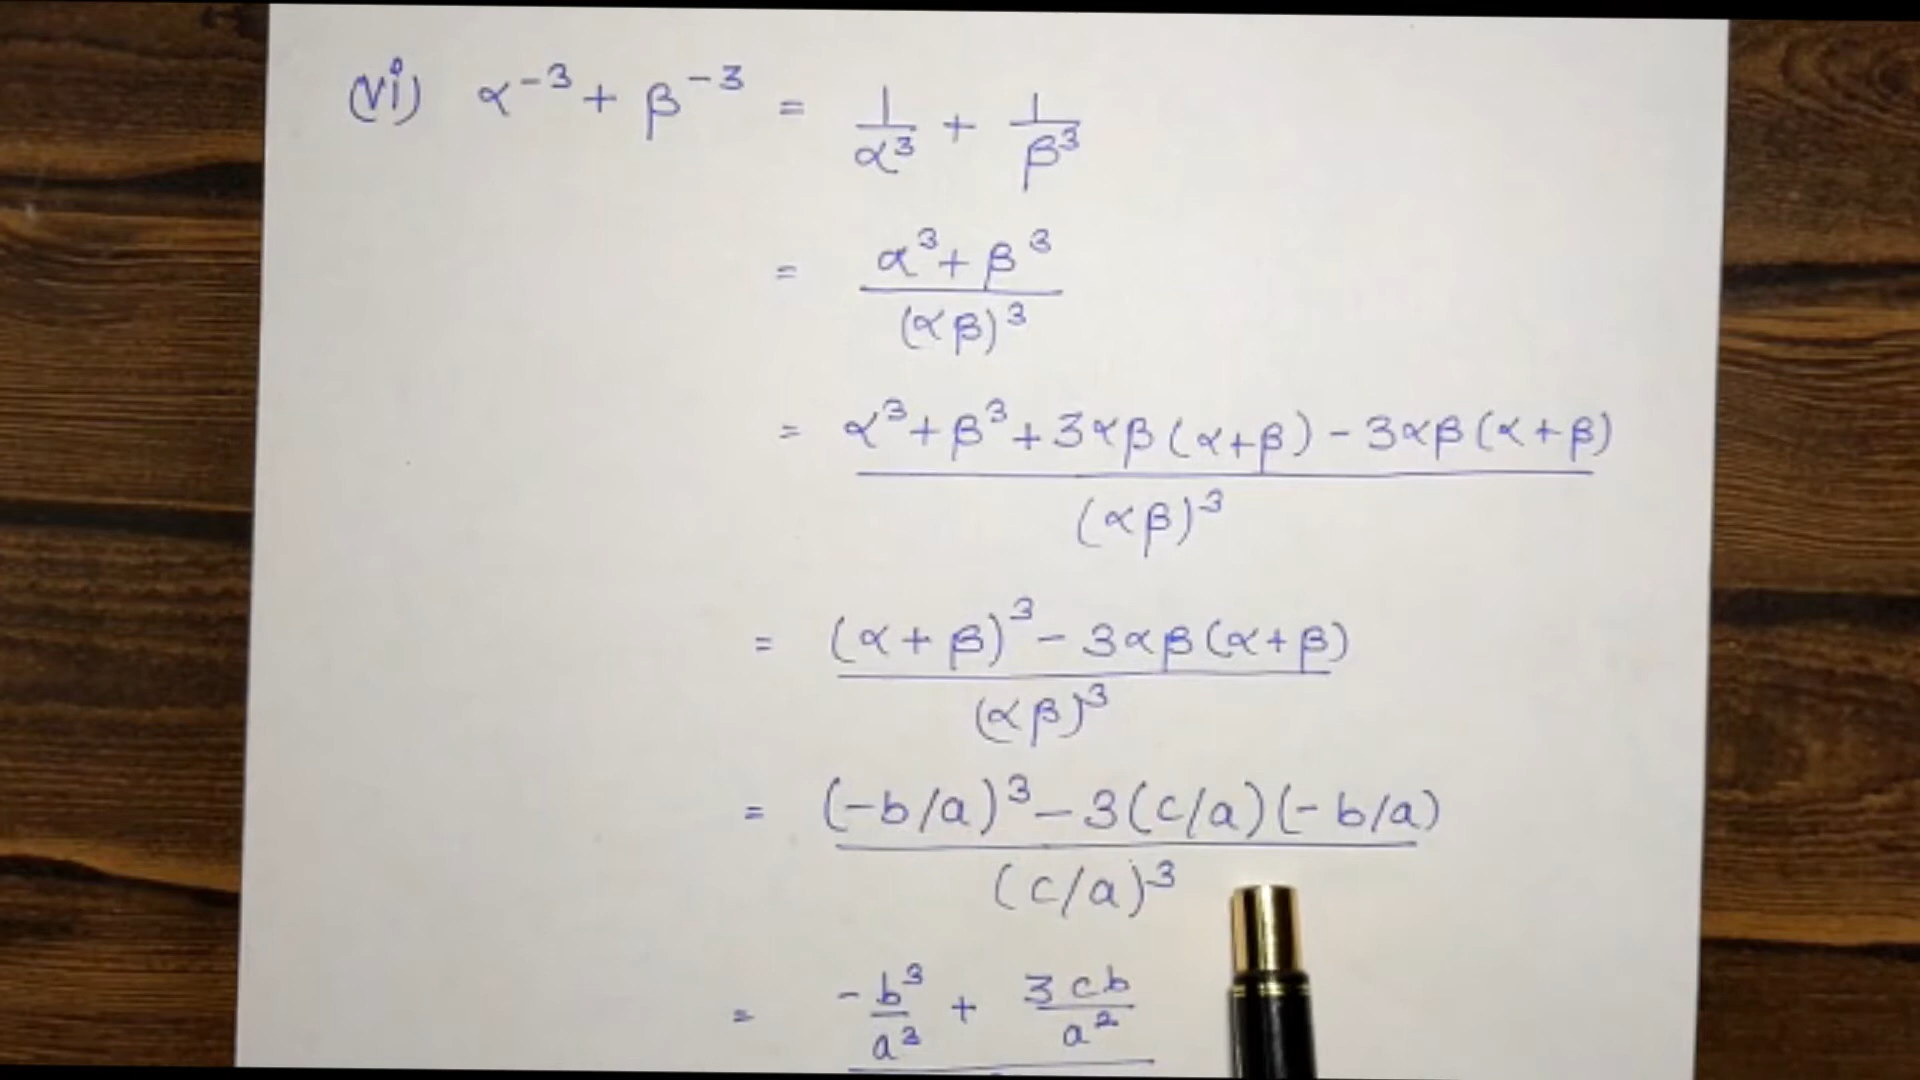 (vi) α⁻³ + β⁻³ = 1/α³ + 1/β³
= α³ + β³ / (αβ)³
= α³ + β³ + 3αβ(α+β) - 3αβ(α+β) / (αβ)³
= (α+β)³ - 3αβ(α+β) / (αβ)³
= (-b/a)³ - 3(c/a)(-b/a) / (c/a)³
= -b³/a³ + 3cb/a²